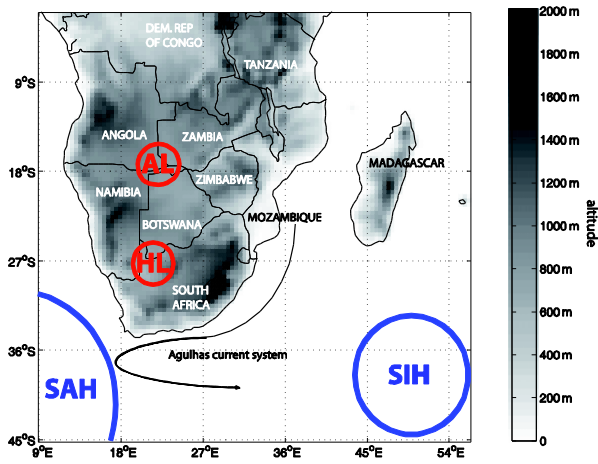 DEM. REP
OF CONGO
TANZANIA
9°S
ANGOLA
ZAMBIA
AL
MADAGASCAR
18°S
NAMIBIA
ZIMBABWE
MOZAMBIQUE
BOTSWANA
27°S
HL
SOUTH
AFRICA
36°S
Agulhas current system
SAH
SIH
45°S
9°E
18°E
27°E
36°E
45°E
54°E
2000 m
1800 m
1600 m
1400 m
1200 m
1000 m
800 m
600 m
400 m
200 m
0
altitude